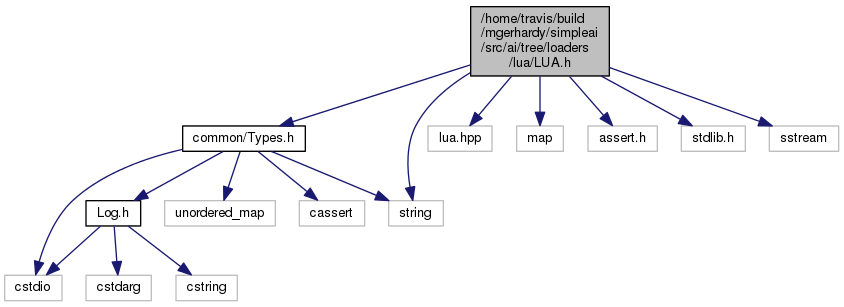 /home/travis/build
/mgerhardy/simpleai
/src/ai/tree/loaders
/lua/LUA.h
common/Types.h
lua.hpp
map
assert.h
stdlib.h
sstream
Log.h
unordered_map
cassert
string
cstdio
cstdarg
cstring